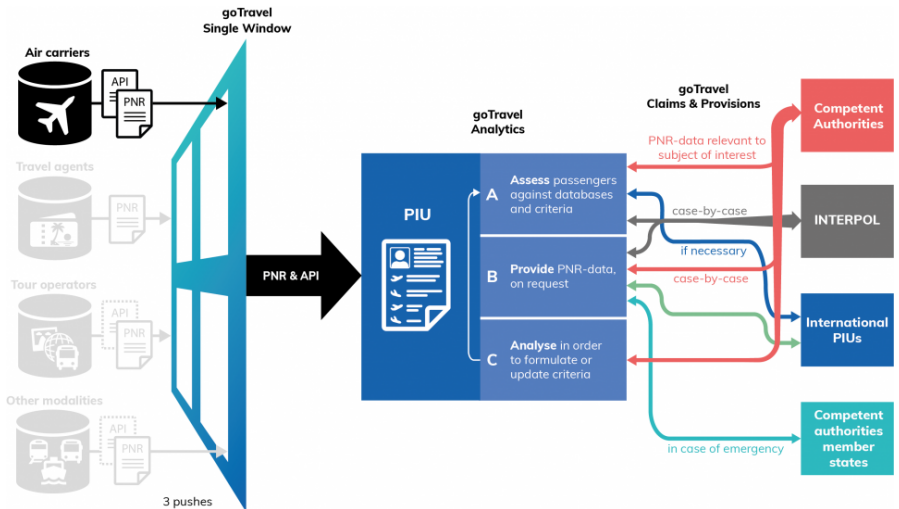 goTravel
Single Window
Air carriers
API
PNR
Travel agents
PNR
Tour operators
API
PNR
Other modalities
API
PNR
3 pushes
PNR & API
PIU
goTravel
Analytics
A
Assess passengers
against databases
and criteria
B
Provide PNR-data,
on request
C
Analyse in order
to formulate or
update criteria
goTravel
Claims & Provisions
PNR-data relevant to
subject of interest
case-by-case
if necessary
case-by-case
in case of emergency
Competent
Authorities
INTERPOL
International
PIUs
Competent
authorities
member
states